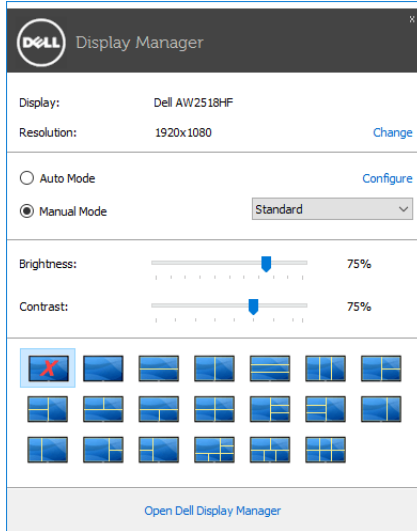 x
DELL Display Manager
Display: Dell AW2518HF
Resolution: 1920x1080 Change
Auto Mode Configure
Manual Mode Standard
Brightness: 75%
Contrast: 75%
Open Dell Display Manager